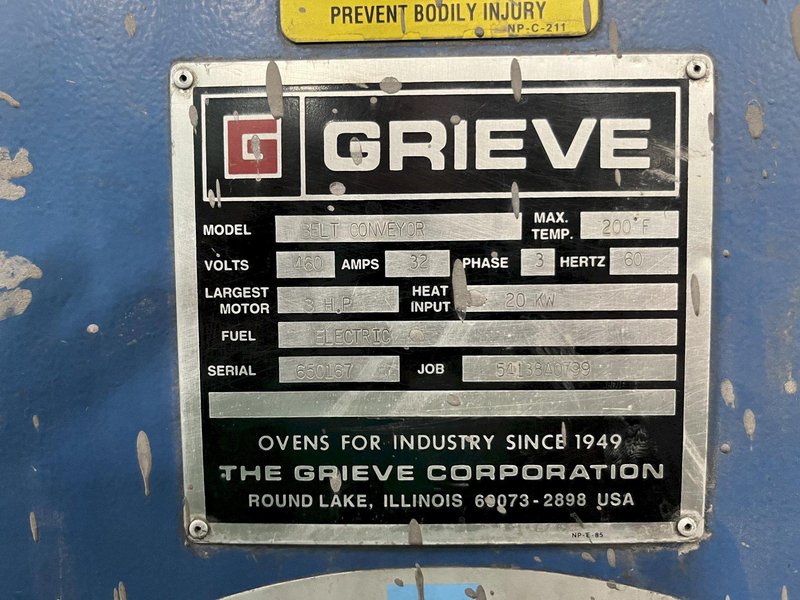 PREVENT BODILY INJURY
NP-C-211
G GRIEVE
MODEL BELT CONVEYOR MAX. TEMP. 200°F
VOLTS 460 AMPS 32 PHASE 3 HERTZ 60
LARGEST MOTOR 3 H.P. HEAT INPUT 20 KW
FUEL ELECTRIC
SERIAL 650167 JOB 54138A0799
OVENS FOR INDUSTRY SINCE 1949
THE GRIEVE CORPORATION
ROUND LAKE, ILLINOIS 60073-2898 USA
NP-E-85